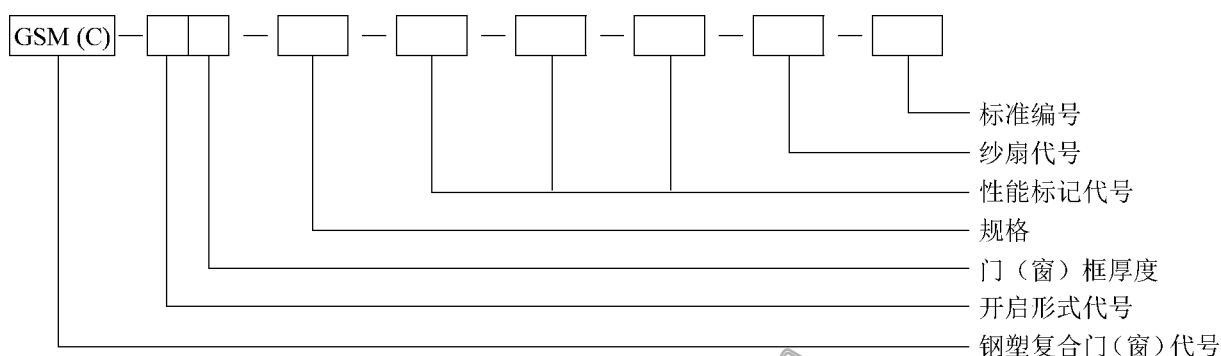 GSM (C)
标准编号
纱扇代号
性能标记代号
规格
门（窗）框厚度
开启形式代号
钢塑复合门（窗）代号